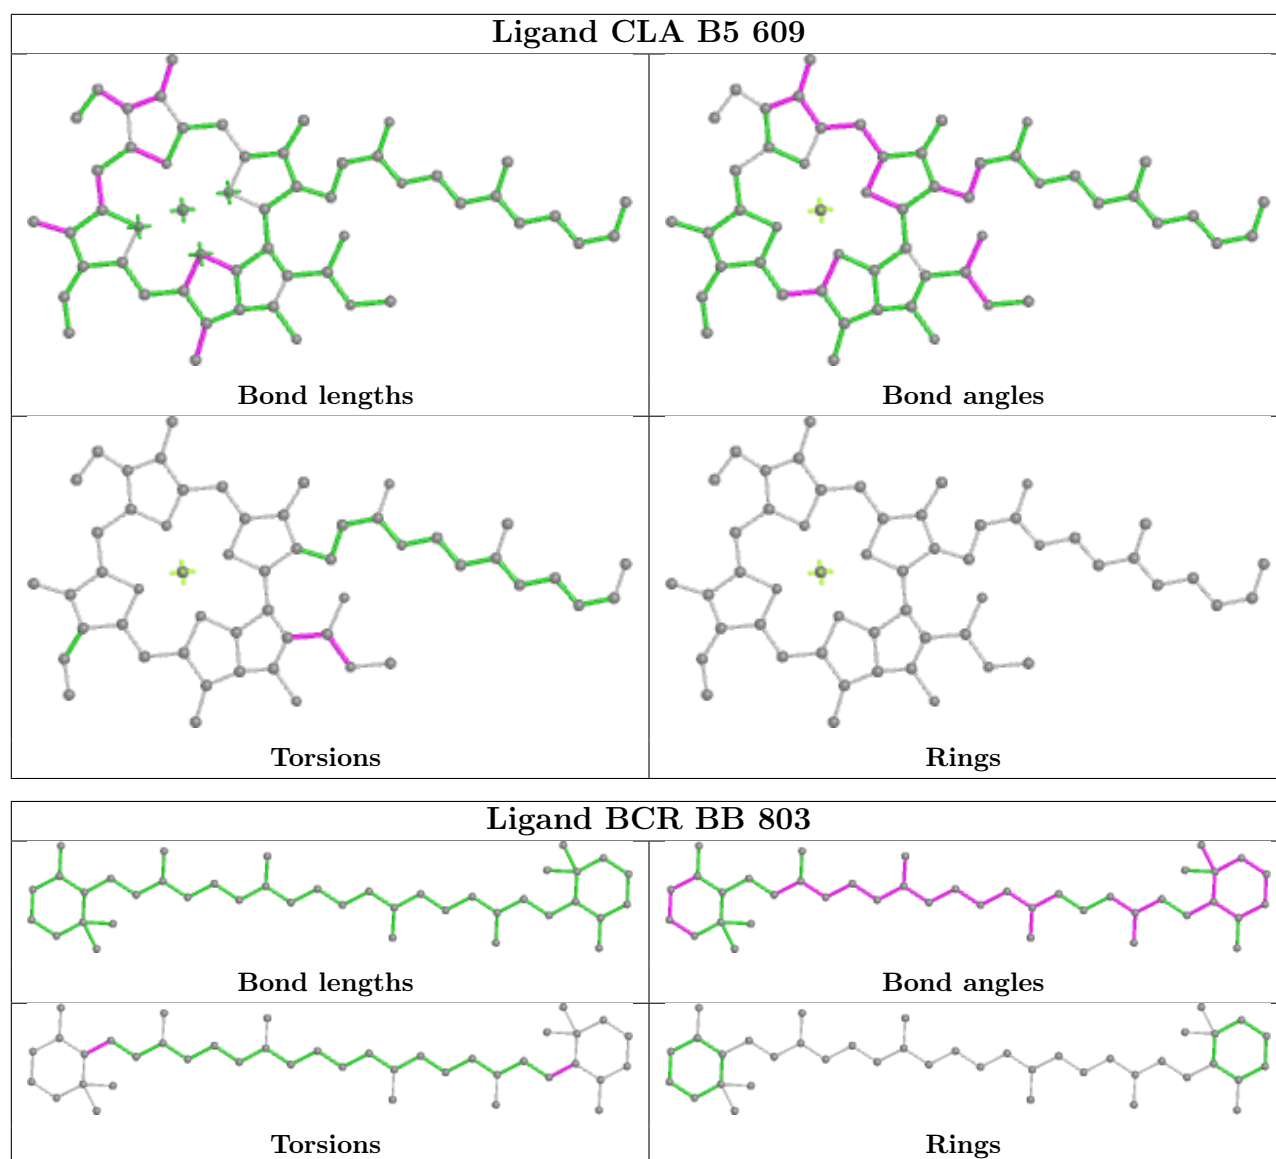 Ligand CLA B5 609
Bond lengths
Bond angles
Torsions
Rings
Ligand BCR BB 803
Bond lengths
Bond angles
Torsions
Rings